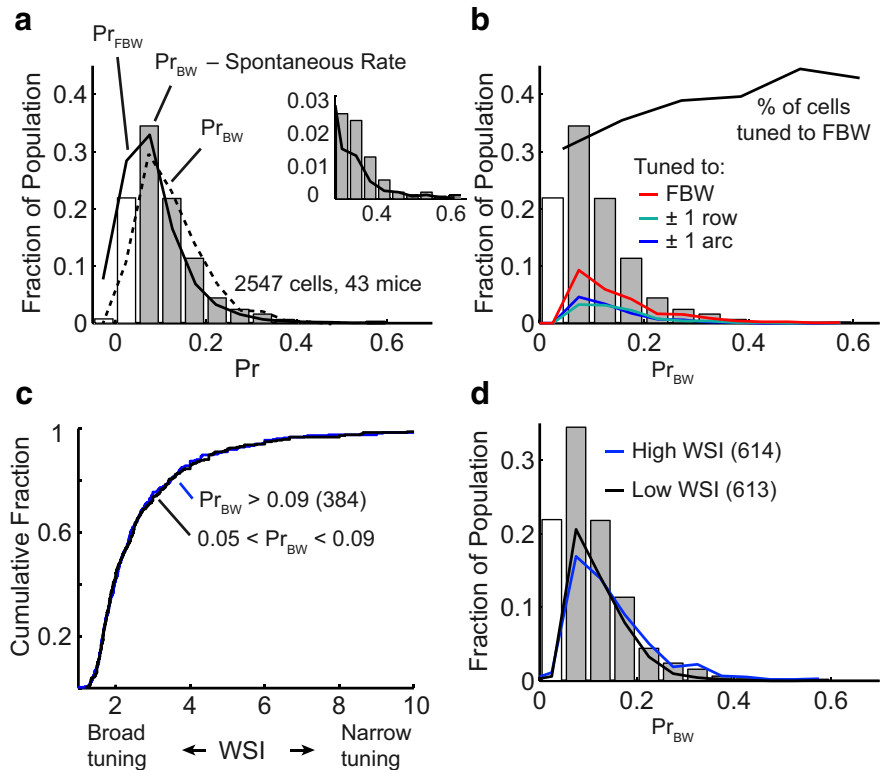 a
Pr_FBW
Pr_BW – Spontaneous Rate
Pr_BW
0.4
0.3
0.2
0.1
0
Fraction of Population
0.03
0.02
0.01
0
0.4
0.6
2547 cells, 43 mice
0
0.2
0.4
0.6
Pr
b
0.4
0.3
0.2
0.1
0
Fraction of Population
% of cells
tuned to FBW
Tuned to:
FBW
± 1 row
± 1 arc
0
0.2
0.4
0.6
Pr_BW
c
1
0.6
0.2
Cumulative Fraction
Pr_BW > 0.09 (384)
0.05 < Pr_BW < 0.09
2
4
6
8
10
Broad
tuning
← WSI →
Narrow
tuning
d
0.3
0.2
0.1
0
Fraction of Population
High WSI (614)
Low WSI (613)
0
0.2
0.4
0.6
Pr_BW